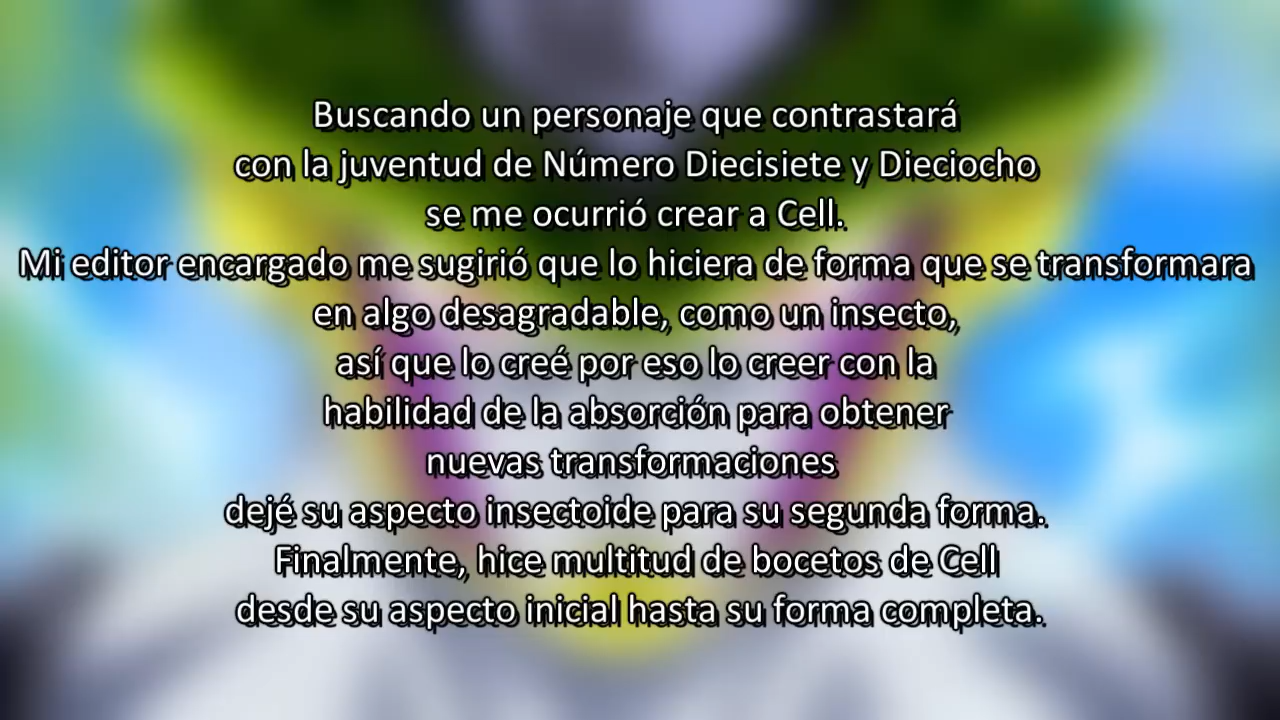 Buscando un personaje que contrastará
con la juventud de Número Diecisiete y Dieciocho
se me ocurrió crear a Cell.
Mi editor encargado me sugirió que lo hiciera de forma que se transformara
en algo desagradable, como un insecto,
así que lo creé por eso lo creer con la
habilidad de la absorción para obtener
nuevas transformaciones
dejé su aspecto insectoide para su segunda forma.
Finalmente, hice multitud de bocetos de Cell
desde su aspecto inicial hasta su forma completa.